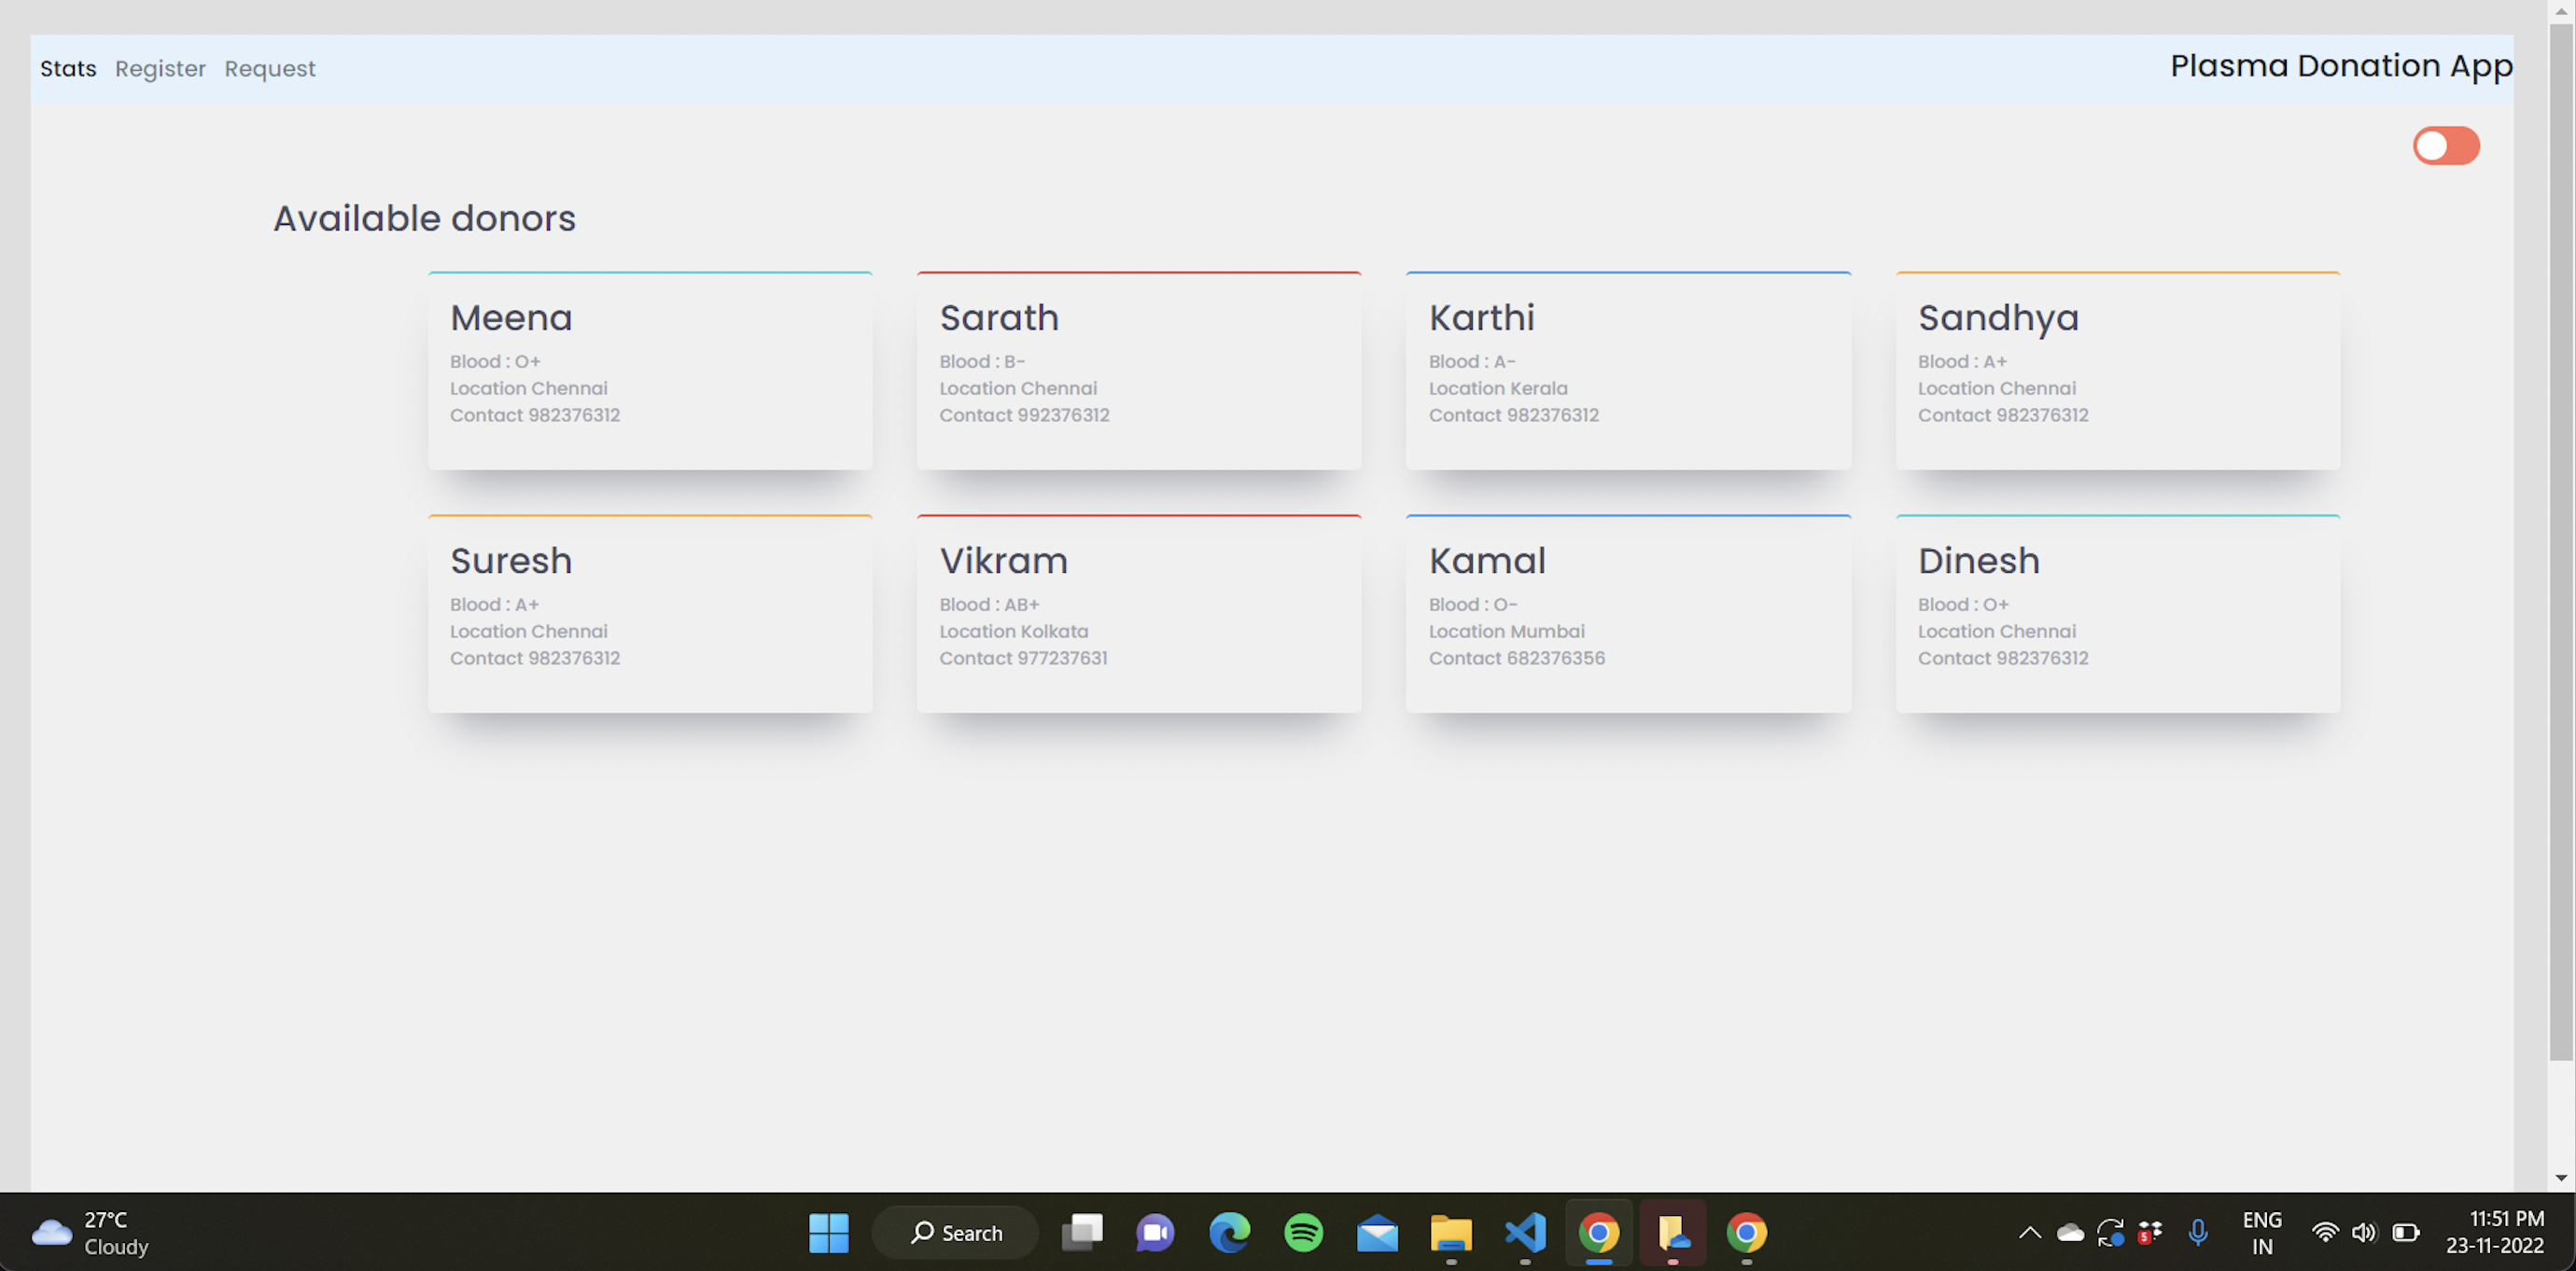 Stats Register Request
Plasma Donation App
Available donors
Meena
Blood : O+
Location Chennai
Contact 982376312
Sarath
Blood : B-
Location Chennai
Contact 992376312
Karthi
Blood : A-
Location Kerala
Contact 982376312
Sandhya
Blood : A+
Location Chennai
Contact 982376312
Suresh
Blood : A+
Location Chennai
Contact 982376312
Vikram
Blood : AB+
Location Kolkata
Contact 977237631
Kamal
Blood : O-
Location Mumbai
Contact 682376356
Dinesh
Blood : O+
Location Chennai
Contact 982376312
27°C
Cloudy
Search
5
ENG
IN
11:51 PM
23-11-2022